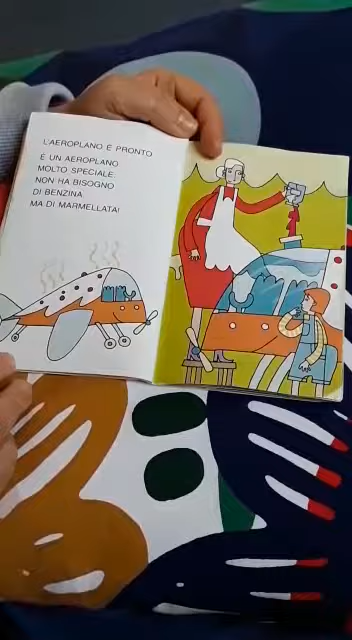 L'AEROPLANO È PRONTO
È UN AEROPLANO
MOLTO SPECIALE:
NON HA BISOGNO
DI BENZINA
MA DI MARMELLATA!